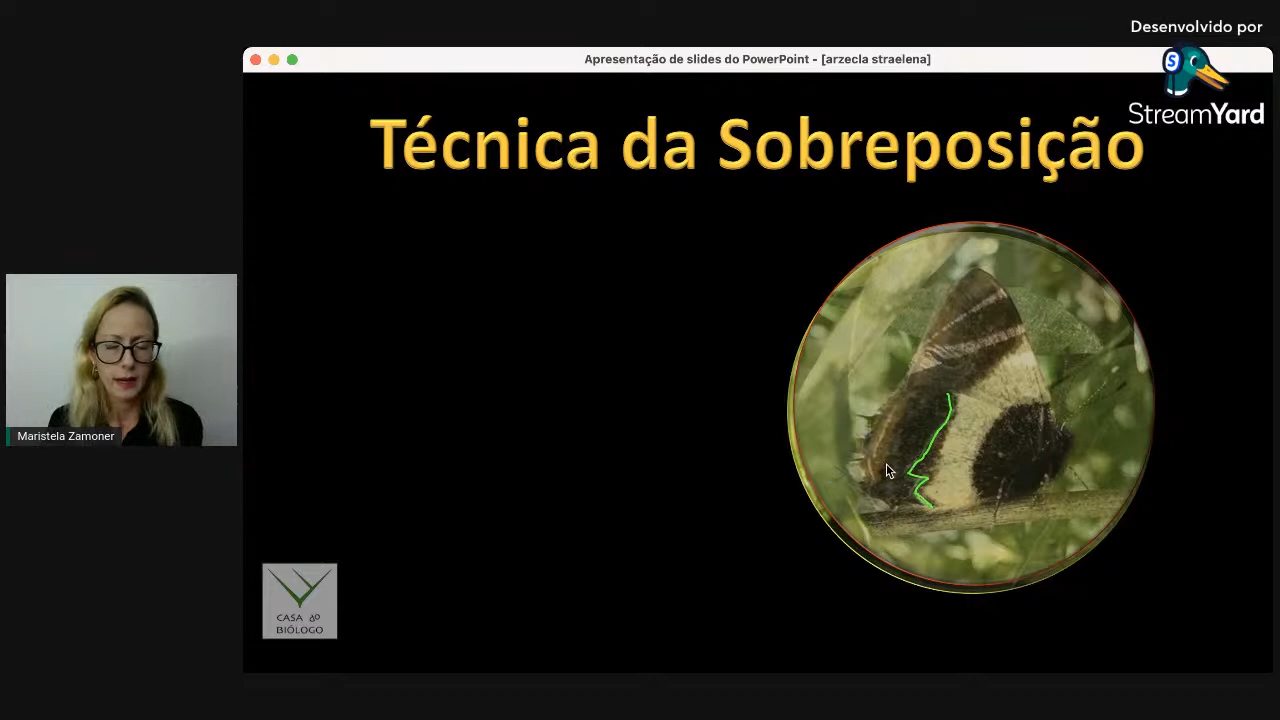 Desenvolvido por
StreamYard
Apresentação de slides do PowerPoint - [arzecla straelena]
Técnica da Sobreposição
Maristela Zamoner
CASA do
BIÓLOGO